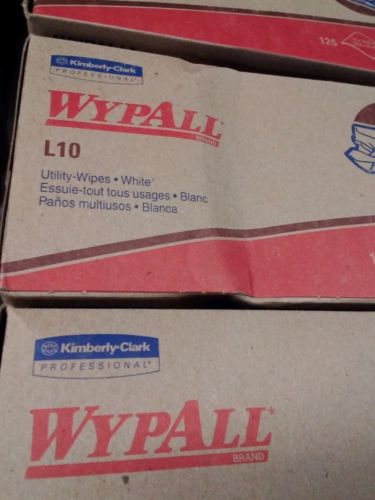 125
Kimberly-Clark
PROFESSIONAL*
WYPALL*
BRAND
L10
Utility-Wipes • White*
Essuie-tout tous usages • Blanc
Paños multiusos • Blanca
Kimberly-Clark
PROFESSIONAL*
WYPALL*
BRAND